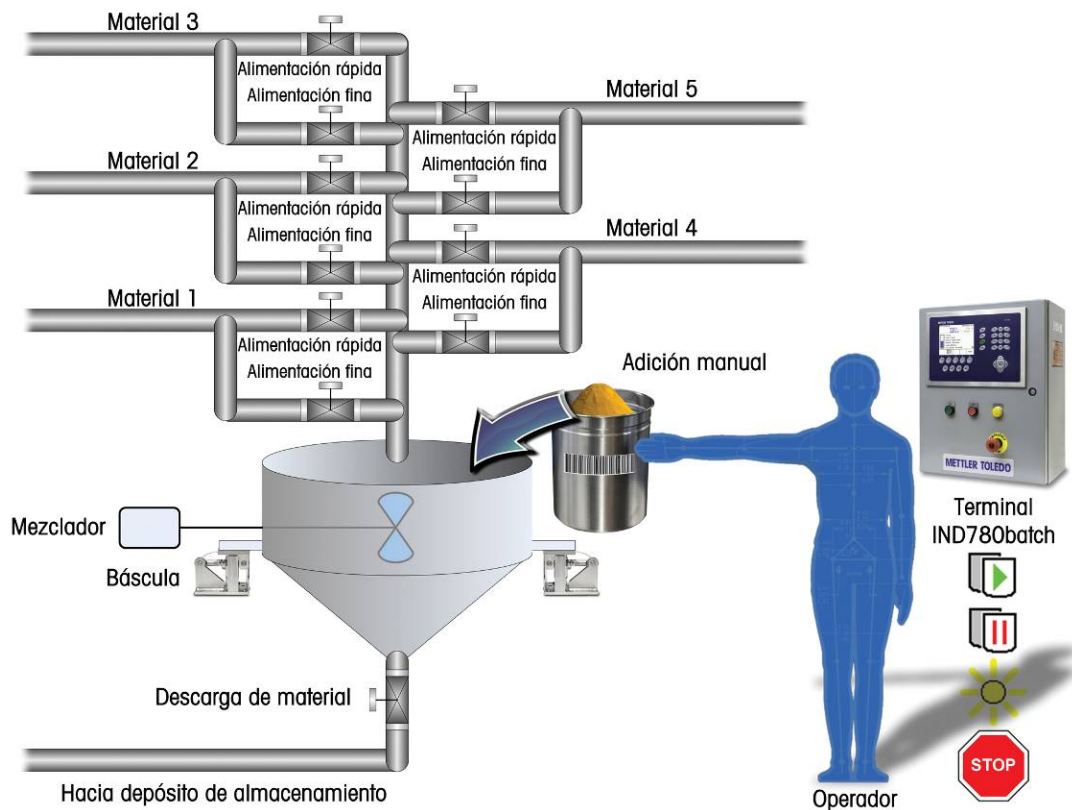 Material 3
Alimentación rápida
Alimentación fina
Material 5
Alimentación rápida
Alimentación fina
Material 2
Alimentación rápida
Alimentación fina
Material 4
Alimentación rápida
Alimentación fina
Material 1
Alimentación rápida
Alimentación fina
Adición manual
METTLER TOLEDO
Mezclador
Báscula
Terminal
IND780batch
Descarga de material
STOP
Hacia depósito de almacenamiento
Operador